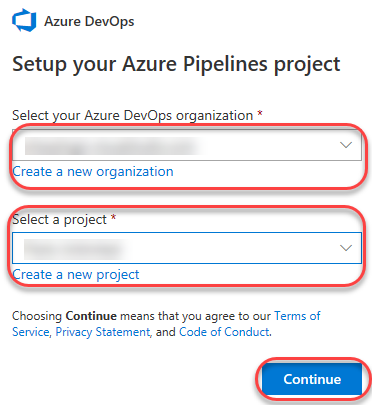 Azure DevOps
Setup your Azure Pipelines project
Select your Azure DevOps organization *
Create a new organization
Select a project *
Create a new project
Choosing Continue means that you agree to our Terms of
Service, Privacy Statement, and Code of Conduct.
Continue